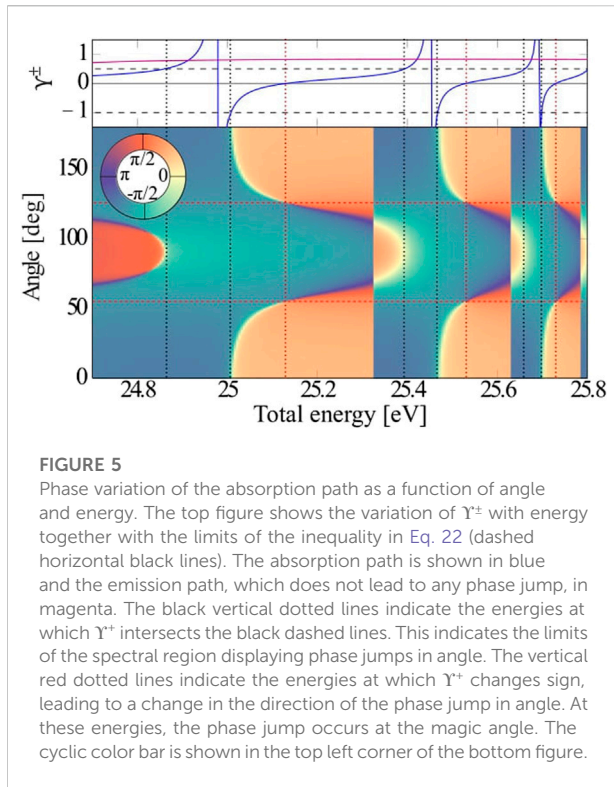 1
0
−1
ϒ±
π/2
π
0
-π/2
150
100
50
0
Angle [deg]
24.8 25 25.2 25.4 25.6 25.8
Total energy [eV]
FIGURE 5
Phase variation of the absorption path as a function of angle
and energy. The top figure shows the variation of ϒ± with energy
together with the limits of the inequality in Eq. 22 (dashed
horizontal black lines). The absorption path is shown in blue
and the emission path, which does not lead to any phase jump, in
magenta. The black vertical dotted lines indicate the energies at
which ϒ⁺ intersects the black dashed lines. This indicates the limits
of the spectral region displaying phase jumps in angle. The vertical
red dotted lines indicate the energies at which ϒ⁺ changes sign,
leading to a change in the direction of the phase jump in angle. At
these energies, the phase jump occurs at the magic angle. The
cyclic color bar is shown in the top left corner of the bottom figure.